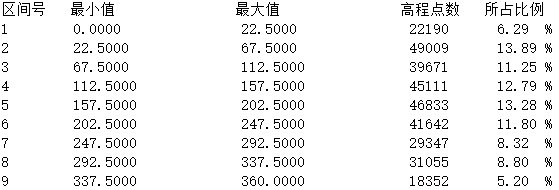 区间号 最小值 最大值 高程点数 所占比例
1 0.0000 22.5000 22190 6.29 %
2 22.5000 67.5000 49009 13.89 %
3 67.5000 112.5000 39671 11.25 %
4 112.5000 157.5000 45111 12.79 %
5 157.5000 202.5000 46833 13.28 %
6 202.5000 247.5000 41642 11.80 %
7 247.5000 292.5000 29347 8.32 %
8 292.5000 337.5000 31055 8.80 %
9 337.5000 360.0000 18352 5.20 %